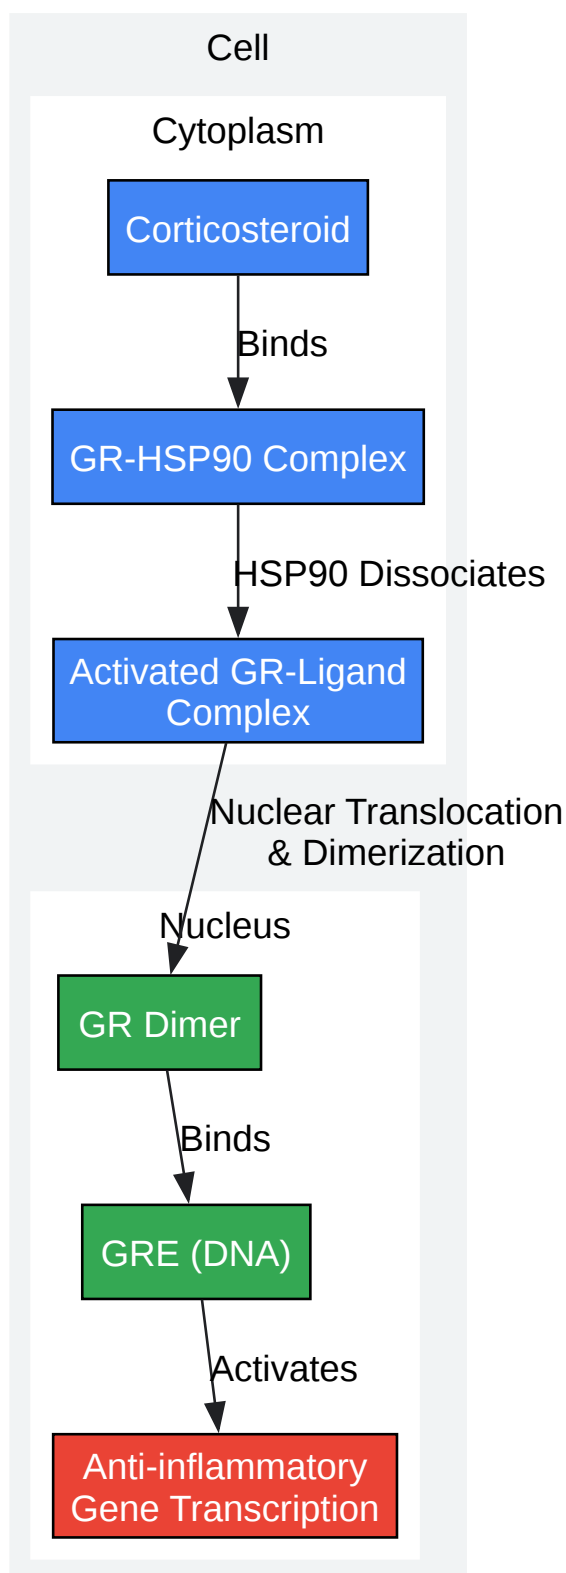 Cell
Cytoplasm
Corticosteroid
Binds
GR-HSP90 Complex
HSP90 Dissociates
Activated GR-Ligand
Complex
Nuclear Translocation
& Dimerization
Nucleus
GR Dimer
Binds
GRE (DNA)
Activates
Anti-inflammatory
Gene Transcription